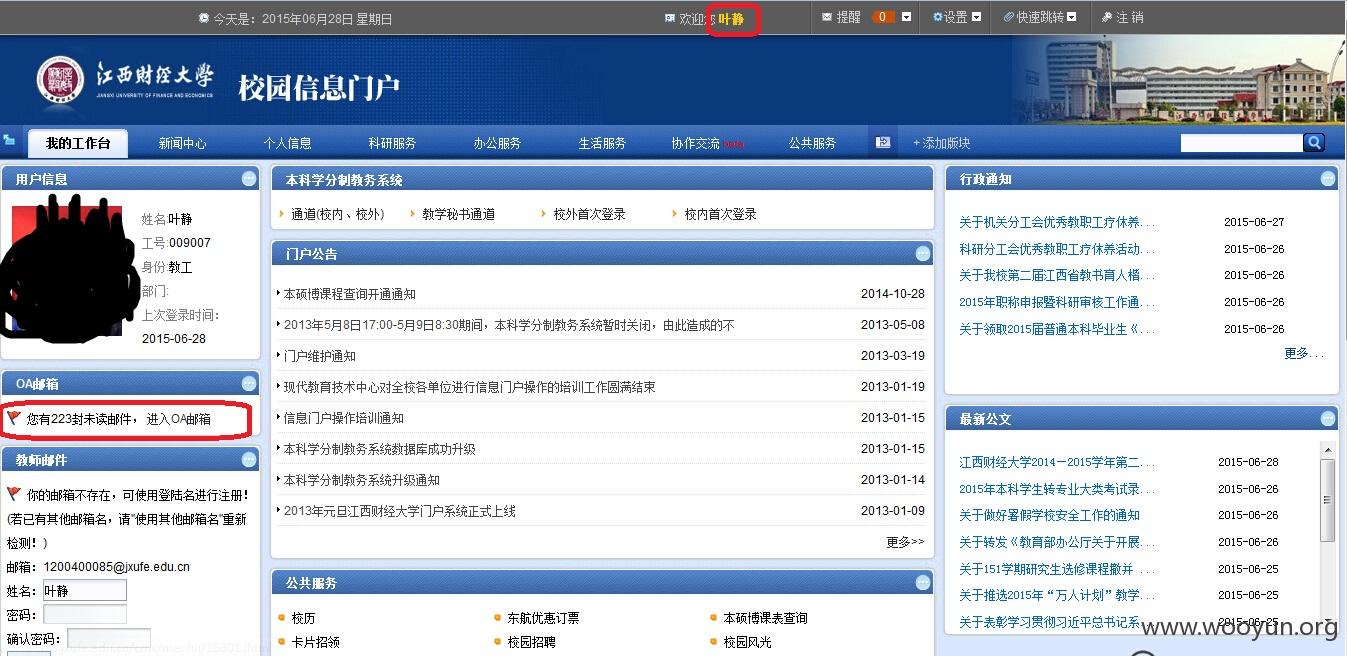 今天是：2015年06月28日 星期日
欢迎您 叶静
提醒 0
设置
快速跳转
注 销
江西财经大学
JIANGXI UNIVERSITY OF FINANCE AND ECONOMICS
校园信息门户
我的工作台 新闻中心 个人信息 科研服务 办公服务 生活服务 协作交流 beta 公共服务 +添加版块
用户信息
姓名:叶静
工号:009007
身份:教工
部门:
上次登录时间:
2015-06-28
OA邮箱
您有223封未读邮件， 进入OA邮箱
教师邮件
你的邮箱不存在，可使用登陆名进行注册!
(若已有其他邮箱名，请"使用其他邮箱名"重新
检测! )
邮箱: 1200400085@jxufe.edu.cn
姓名: 叶静
密码:
确认密码:
本科学分制教务系统
通道(校内、校外) 教学秘书通道 校外首次登录 校内首次登录
门户公告
本硕博课程查询开通通知 2014-10-28
2013年5月8日17:00-5月9日8:30期间，本科学分制教务系统暂时关闭，由此造成的不 2013-05-08
门户维护通知 2013-03-19
现代教育技术中心对全校各单位进行信息门户操作的培训工作圆满结束 2013-01-19
信息门户操作培训通知 2013-01-15
本科学分制教务系统数据库成功升级 2013-01-15
本科学分制教务系统升级通知 2013-01-14
2013年元旦江西财经大学门户系统正式上线 2013-01-09
更多>>
公共服务
校历 东航优惠订票 本硕博课表查询
卡片招领 校园招聘 校园风光
行政通知
关于机关分工会优秀教职工疗休养... 2015-06-27
科研分工会优秀教职工疗休养活动... 2015-06-26
关于我校第二届江西省教书育人楷... 2015-06-26
2015年职称申报暨科研审核工作通... 2015-06-26
关于领取2015届普通本科毕业生《... 2015-06-26
更多...
最新公文
江西财经大学2014－2015学年第二... 2015-06-28
2015年本科学生转专业大类考试录... 2015-06-26
关于做好暑假学校安全工作的通知 2015-06-26
关于转发《教育部办公厅关于开展... 2015-06-26
关于151学期研究生选修课程撤并 ... 2015-06-25
关于推选2015年“万人计划”教学... 2015-06-25
关于表彰学习贯彻习近平总书记系... 2015-06-25
www.wooyun.org